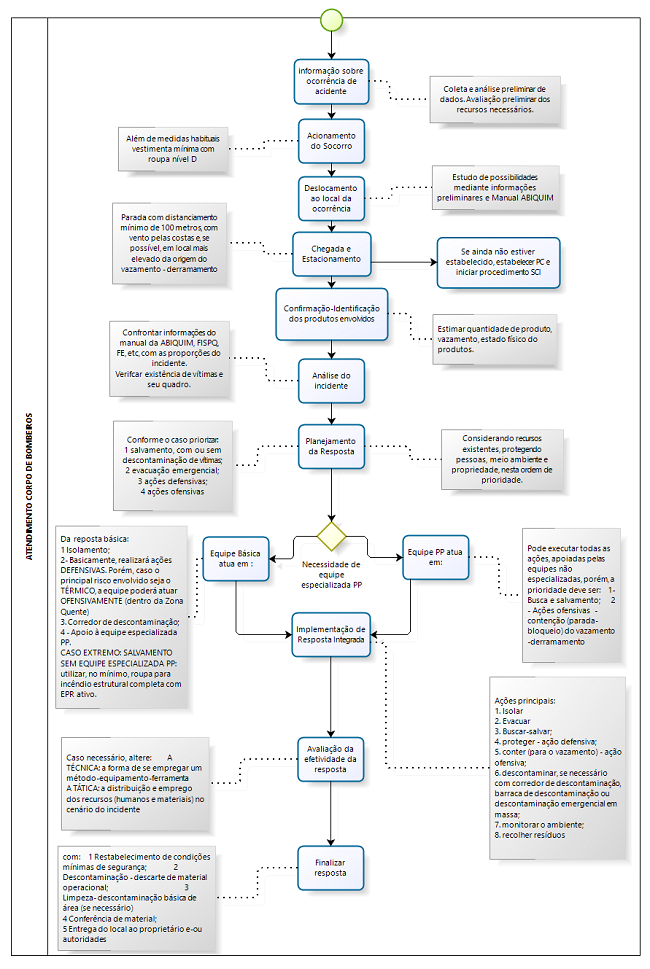 ATENDIMENTO CORPO DE BOMBEIROS
informação sobre
ocorrência de
acidente
Coleta e análise preliminar de
dados. Avaliação preliminar dos
recursos necessários.
Acionamento
do Socorro
Além de medidas habituais
vestimenta mínima com
roupa nível D
Deslocamento
ao local da
ocorrência
Estudo de possibilidades
mediante informações
preliminares e Manual ABIQUIM
Parada com distanciamento
mínimo de 100 metros, com
vento pelas costas e, se
possível, em local mais
elevado da origem do
vazamento - derramamento
Chegada e
Estacionamento
Se ainda não estiver
estabelecido, estabelecer PC e
iniciar procedimento SCI
Confirmação-Identificação
dos produtos envolvidos
Estimar quantidade de produto,
vazamento, estado físico do
produtos.
Confrontar informações do
manual da ABIQUIM, FISPQ,
FE, etc, com as proporções do
incidente.
Verifcar existência de vítimas e
seu quadro.
Análise do
incidente
Conforme o caso priorizar:
1 salvamento, com ou sem
descontaminação de vítimas;
2 evacuação emergencial;
3 ações defensivas;
4 ações ofensivas
Planejamento
da Resposta
Considerando recursos
existentes, protegendo
pessoas, meio ambiente e
propriedade, nesta ordem de
prioridade.
Da reposta básica:
1 Isolamento;
2- Basicamente, realizará ações
DEFENSIVAS. Porém, caso o
principal risco envolvido seja o
TÉRMICO, a equipe poderá atuar
OFENSIVAMENTE (dentro da Zona
Quente)
3. Corredor de descontaminação;
4 - Apoio à equipe especializada
PP.
CASO EXTREMO: SALVAMENTO
SEM EQUIPE ESPECIALIZADA PP:
utilizar, no mínimo, roupa para
incêndio estrutural completa com
EPR ativo.
Equipe Básica
atua em :
Necessidade de
equipe
especializada PP
Equipe PP atua
em:
Pode executar todas as
ações, apoiadas pelas
equipes não
especializadas, porém, a
prioridade deve ser: 1-
Busca e salvamento; 2
- Ações ofensivas -
contenção (parada-
bloqueio) do vazamento
-derramamento
Implementação de
Resposta Integrada
Ações principais:
1. Isolar
2. Evacuar
3. Buscar-salvar;
4. proteger - ação defensiva;
5. conter (para o vazamento) - ação
ofensiva;
6. descontaminar, se necessário
com corredor de descontaminação,
barraca de descontaminação ou
descontaminação emergencial em
massa;
7. monitorar o ambiente;
8. recolher resíduos
Caso necessário, altere: A
TÉCNICA: a forma de se empregar um
método-equipamento-ferramenta
A TÁTICA: a distribuição e emprego
dos recursos (humanos e materiais) no
cenário do incidente
Avaliação da
efetividade da
resposta
com: 1 Restabelecimento de condições
mínimas de segurança; 2
Descontaminação - descarte de material
operacional; 3
Limpeza- descontaminação básica de
área (se necessário)
4 Conferência de material;
5 Entrega do local ao proprietário e-ou
autoridades
Finalizar
resposta